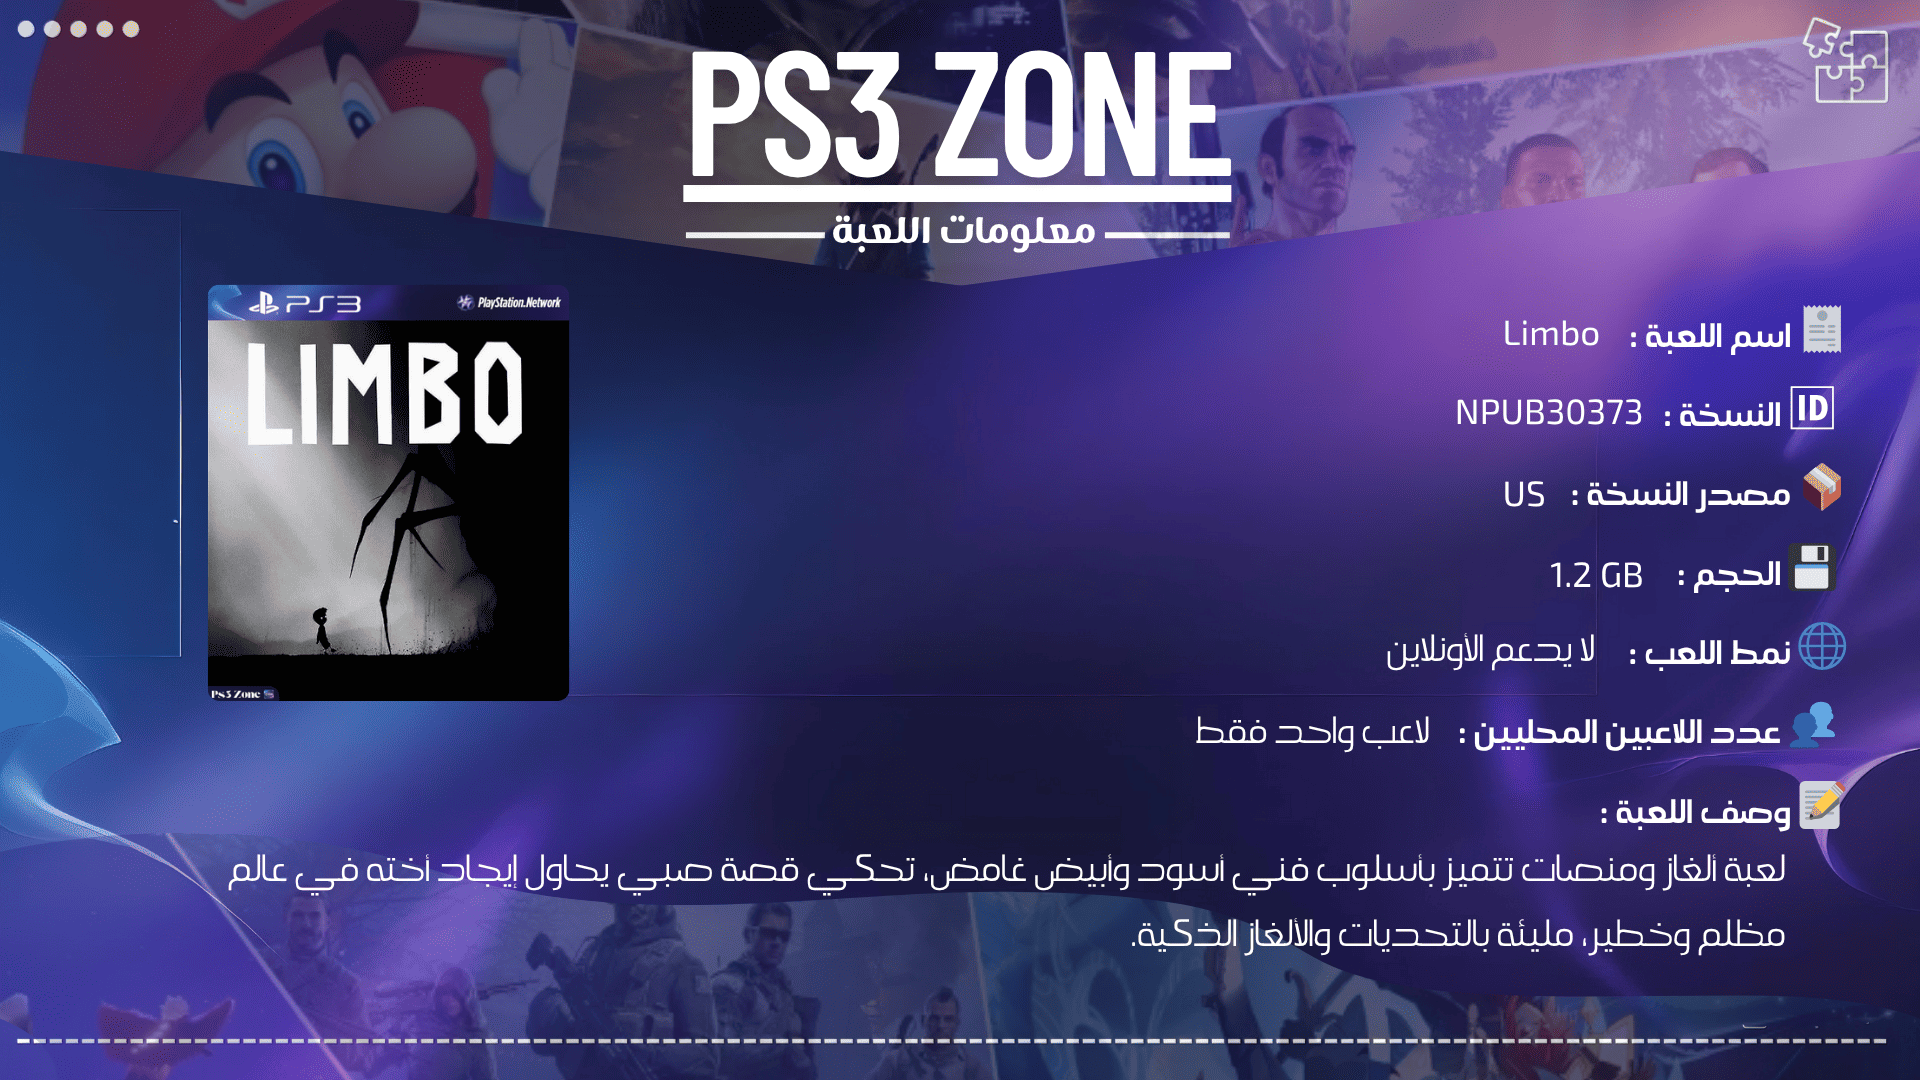 PS3 ZONE
معلومات اللعبة
PS3 PlayStation.Network
LIMBO
Ps3 Zone
اسم اللعبة : Limbo
ID النسخة : NPUB30373
مصدر النسخة : US
الحجم : 1.2 GB
نمط اللعب : لا يدعم الأونلاين
عدد اللاعبين المحليين : لاعب واحد فقط
وصف اللعبة :
لعبة ألغاز ومنصات تتميز بأسلوب فني أسود وأبيض غامض، تحكي قصة صبي يحاول إيجاد أخته في عالم
مظلم وخطير، مليئة بالتحديات والألغاز الذكية.